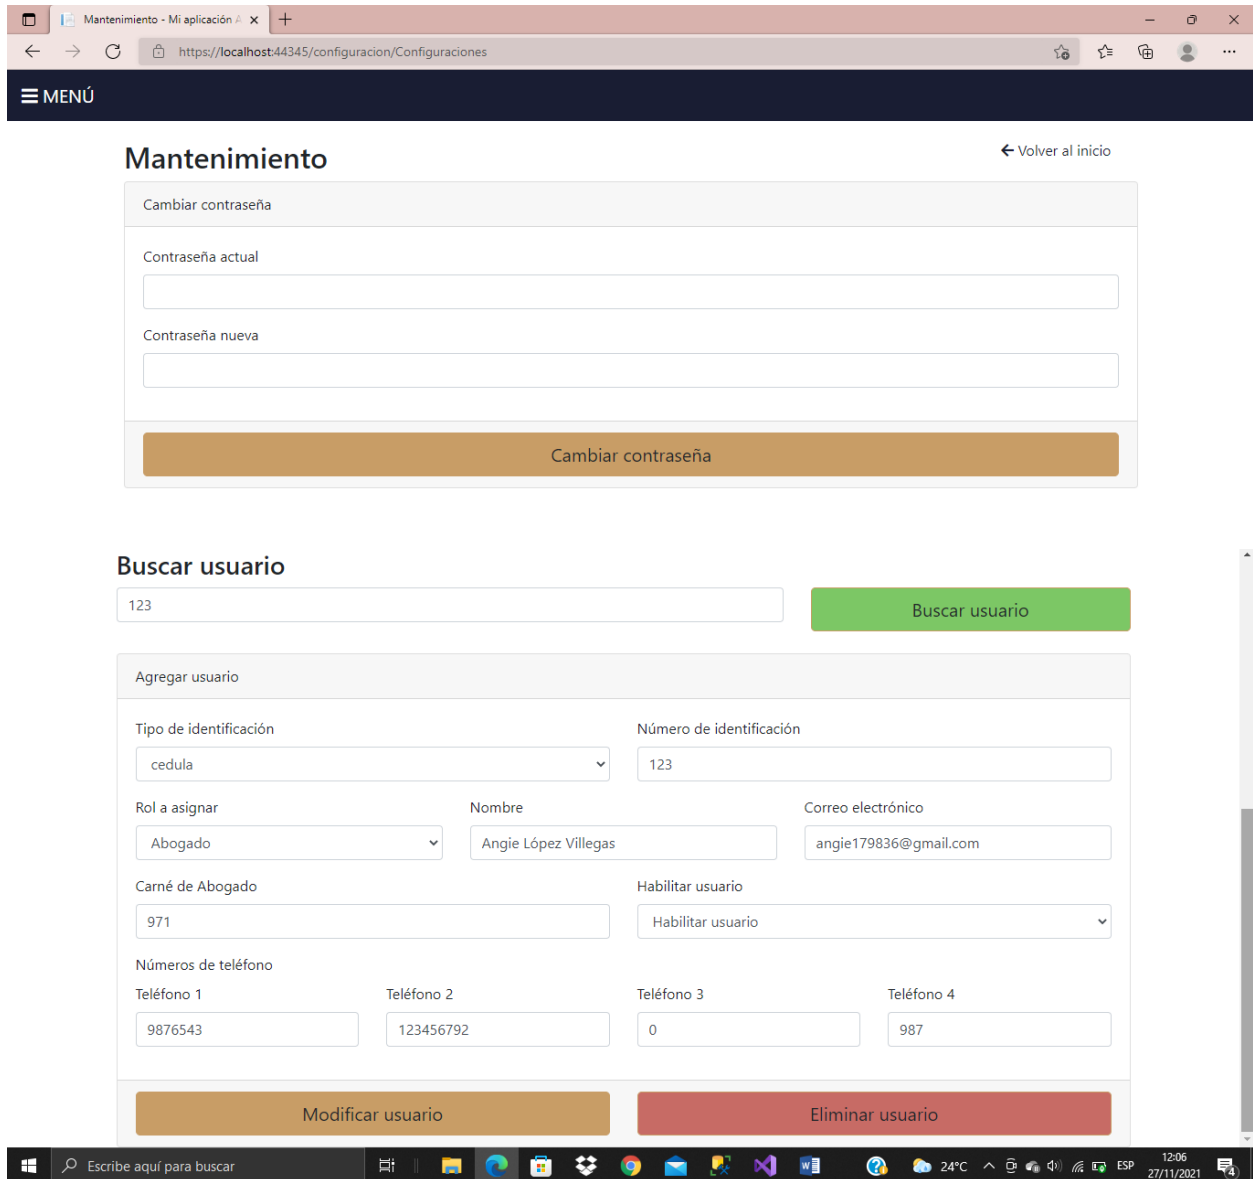 Mantenimiento - Mi aplicación A
https://localhost:44345/configuracion/Configuraciones
MENÚ
Mantenimiento
Volver al inicio
Cambiar contraseña
Contraseña actual
Contraseña nueva
Cambiar contraseña
Buscar usuario
123
Buscar usuario
Agregar usuario
Tipo de identificación Número de identificación
cedula 123
Rol a asignar Nombre Correo electrónico
Abogado Angie López Villegas angie179836@gmail.com
Carné de Abogado Habilitar usuario
971 Habilitar usuario
Números de teléfono
Teléfono 1 Teléfono 2 Teléfono 3 Teléfono 4
9876543 123456792 0 987
Modificar usuario Eliminar usuario
Escribe aquí para buscar 24°C ESP 12:06
27/11/2021 4